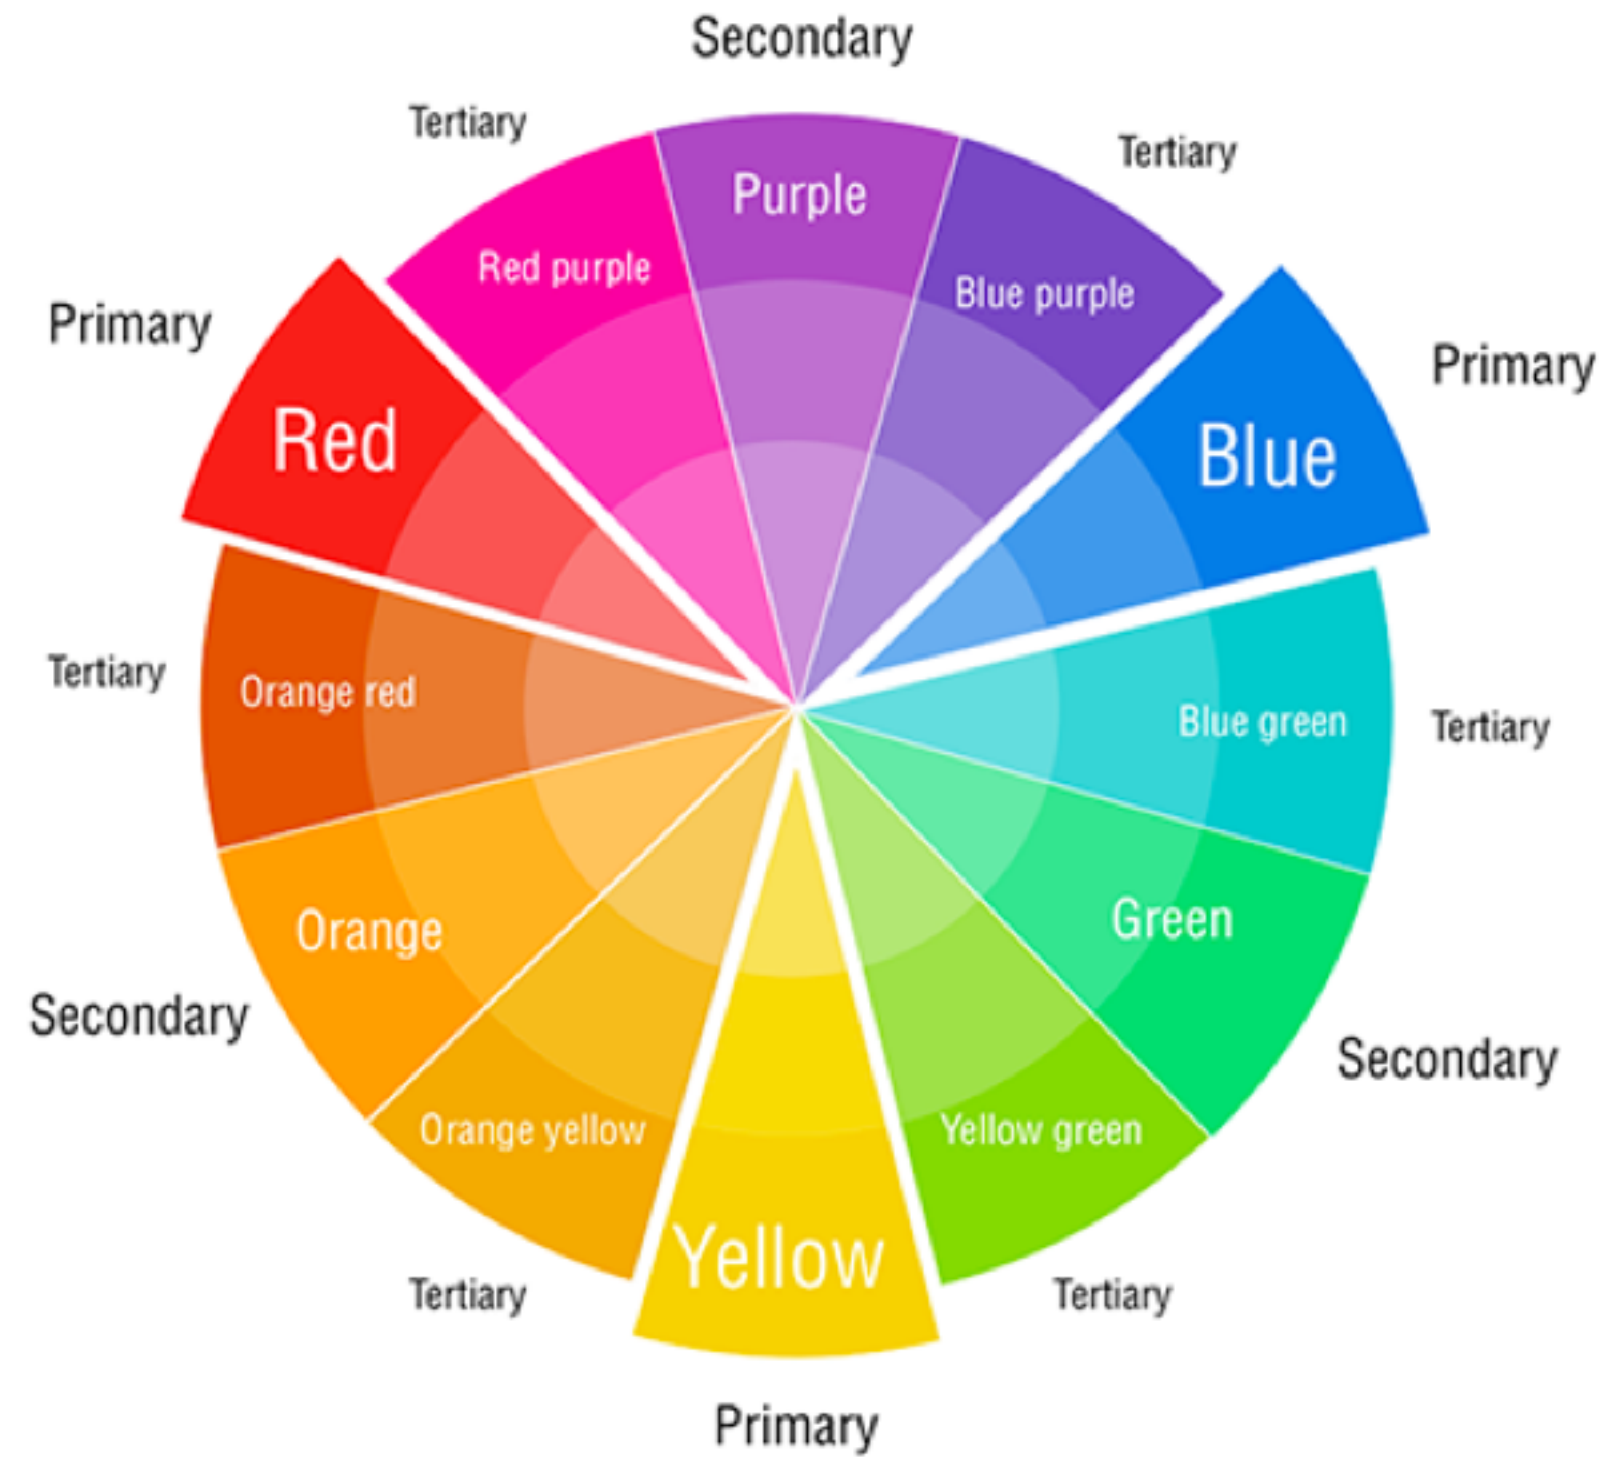 Secondary
Tertiary
Tertiary
Purple
Red purple
Blue purple
Primary
Primary
Red
Blue
Tertiary
Orange red
Blue green
Tertiary
Orange
Green
Secondary
Secondary
Orange yellow
Yellow green
Yellow
Tertiary
Tertiary
Primary